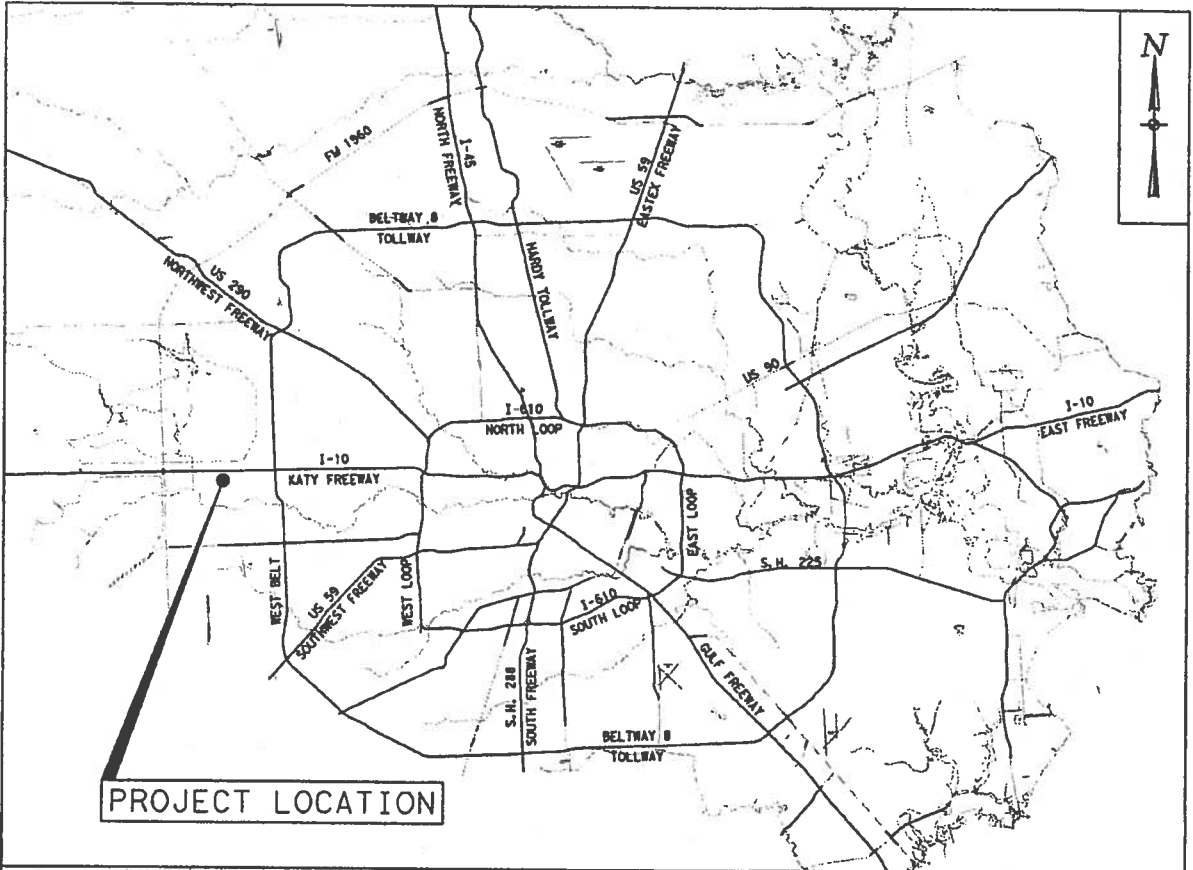 N
FM 1960
I-45
NORTH FREEWAY
US 59
EASTEX FREEWAY
BELTWAY 8
TOLLWAY
HARDY TOLLWAY
US 290
NORTHWEST FREEWAY
US 90
I-610
NORTH LOOP
I-10
EAST FREEWAY
I-10
KATY FREEWAY
EAST LOOP
WEST BELT
US 59
SOUTHWEST FREEWAY
WEST LOOP
S.H. 225
I-610
SOUTH LOOP
S.H. 288
SOUTH FREEWAY
GULF FREEWAY
BELTWAY 8
TOLLWAY
PROJECT LOCATION